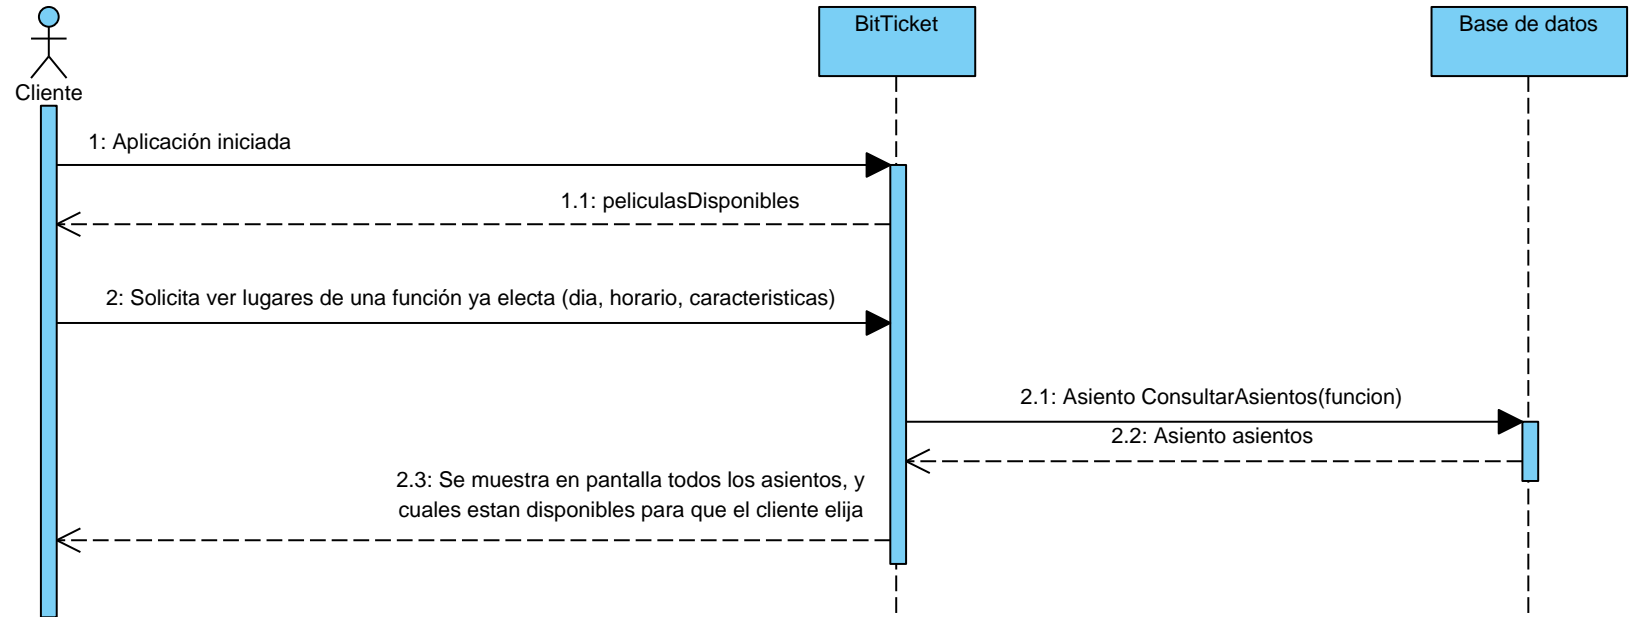 BitTicket
Base de datos
Cliente
1: Aplicación iniciada
1.1: peliculasDisponibles
2: Solicita ver lugares de una función ya electa (dia, horario, caracteristicas)
2.1: Asiento ConsultarAsientos(funcion)
2.2: Asiento asientos
2.3: Se muestra en pantalla todos los asientos, y
cuales estan disponibles para que el cliente elija